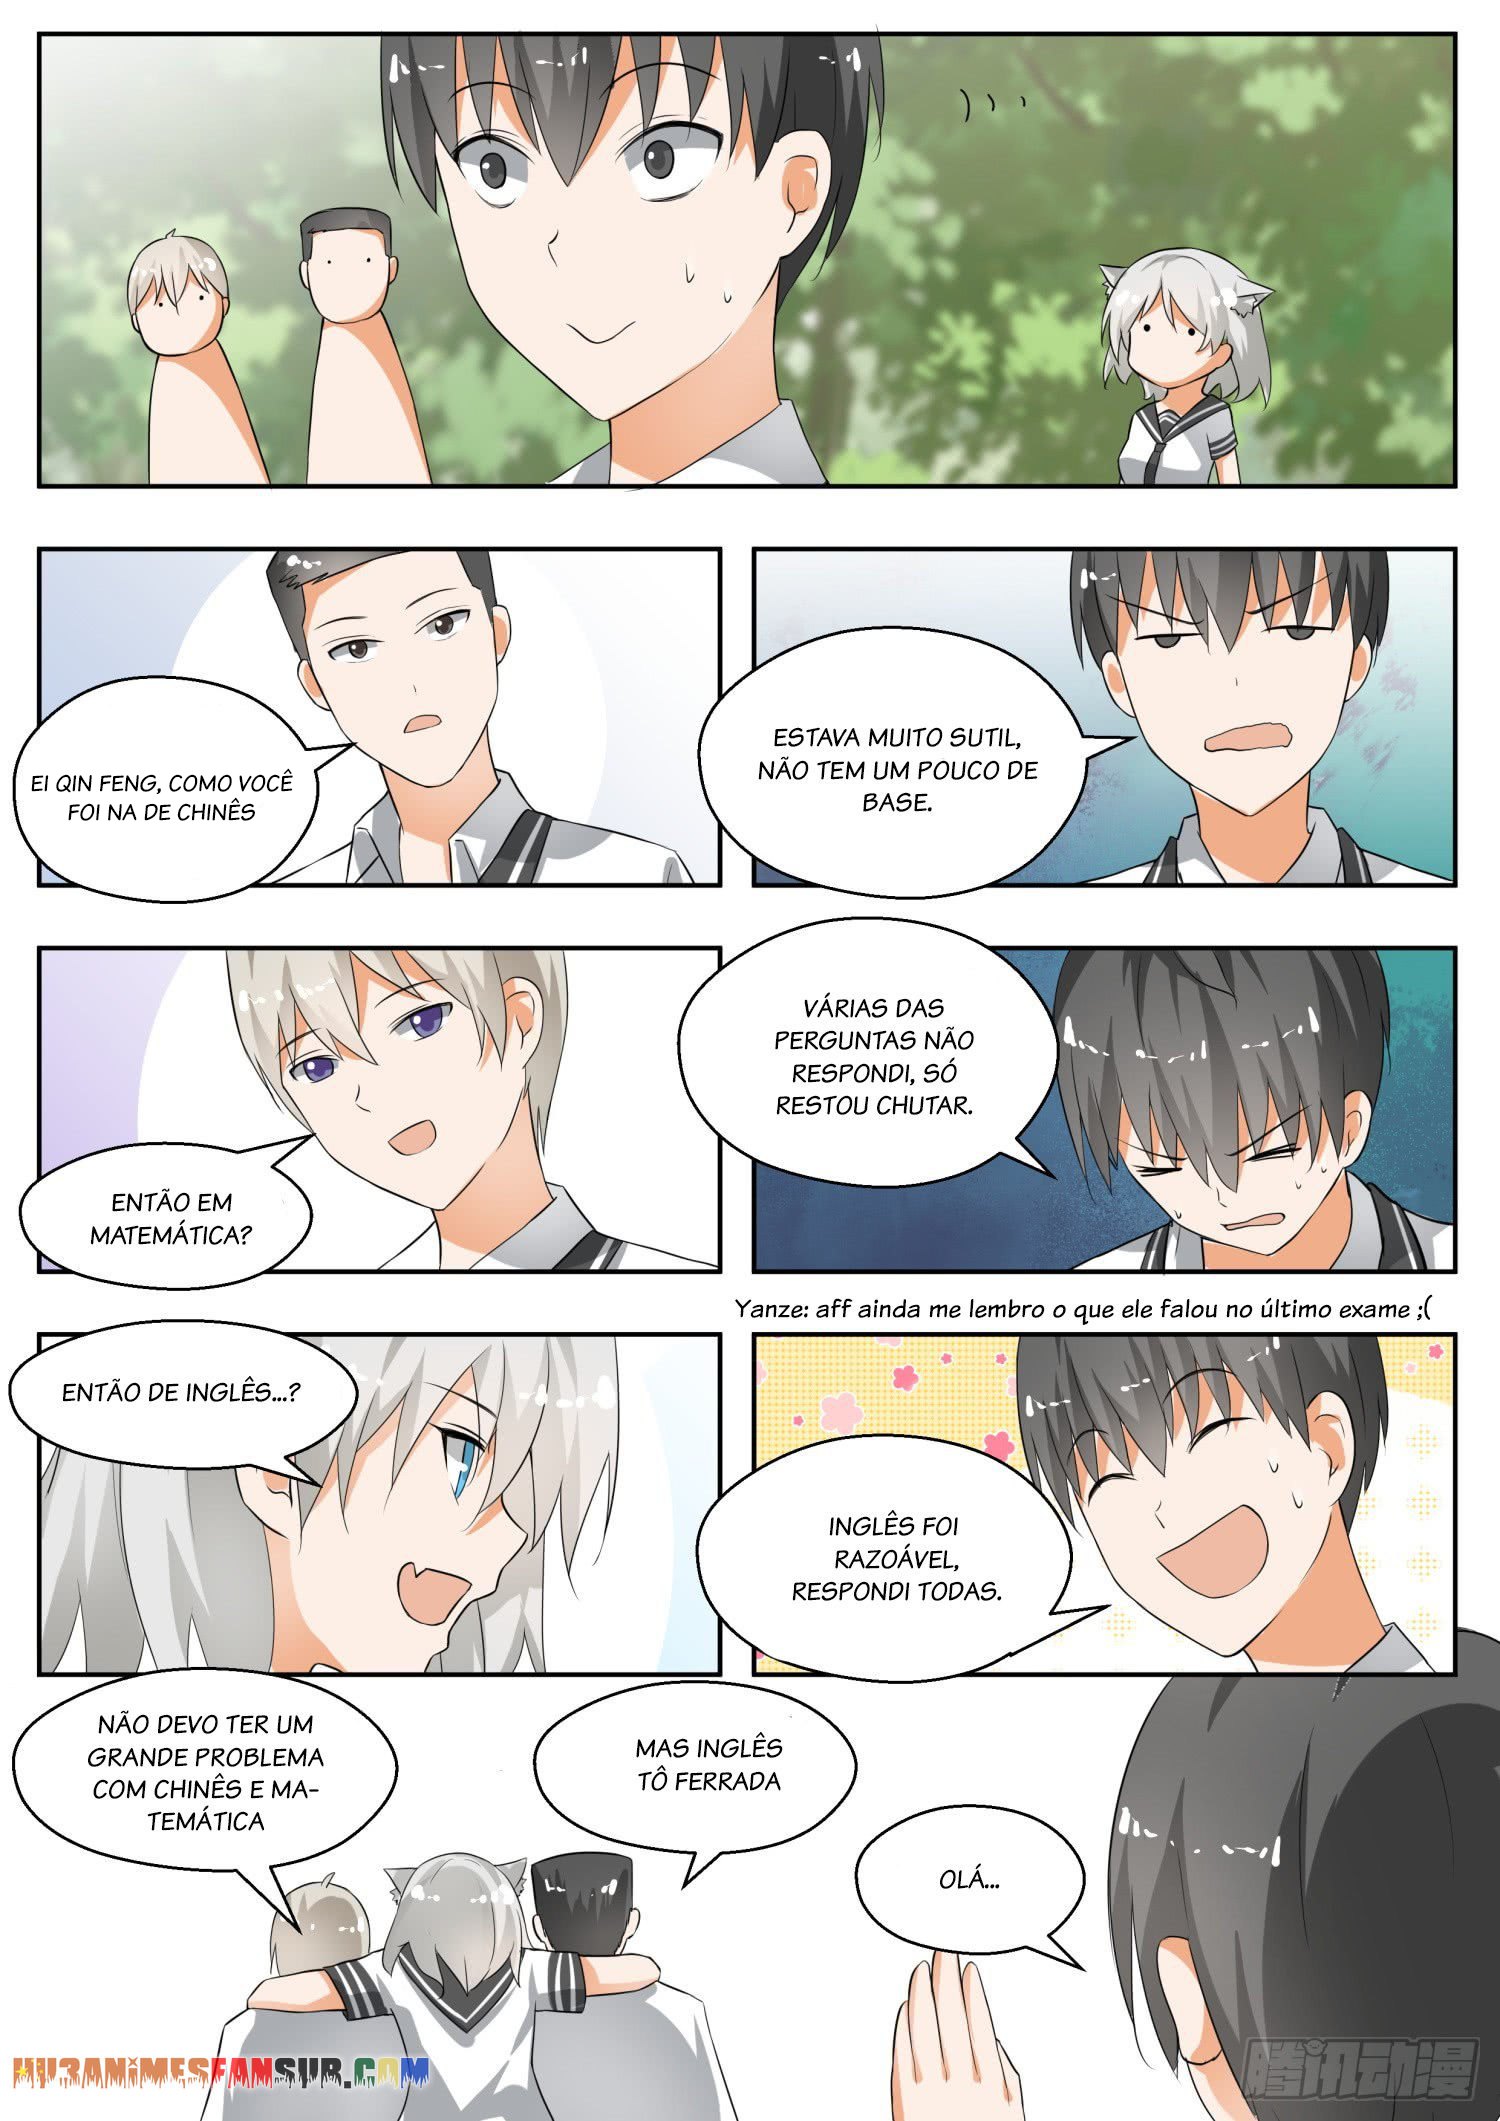 EI QIN FENG, COMO VOCÊ
FOI NA DE CHINÊS
ESTAVA MUITO SUTIL,
NÃO TEM UM POUCO DE
BASE.
ENTÃO EM
MATEMÁTICA?
VÁRIAS DAS
PERGUNTAS NÃO
RESPONDI, SÓ
RESTOU CHUTAR.
Yanze: aff ainda me lembro o que ele falou no último exame ;(
ENTÃO DE INGLÊS...?
INGLÊS FOI
RAZOÁVEL,
RESPONDI TODAS.
NÃO DEVO TER UM
GRANDE PROBLEMA
COM CHINÊS E MA-
TEMÁTICA
MAS INGLÊS
TÔ FERRADA
OLÁ...
HU3ANIMESFANSUB.COM
腾讯动漫